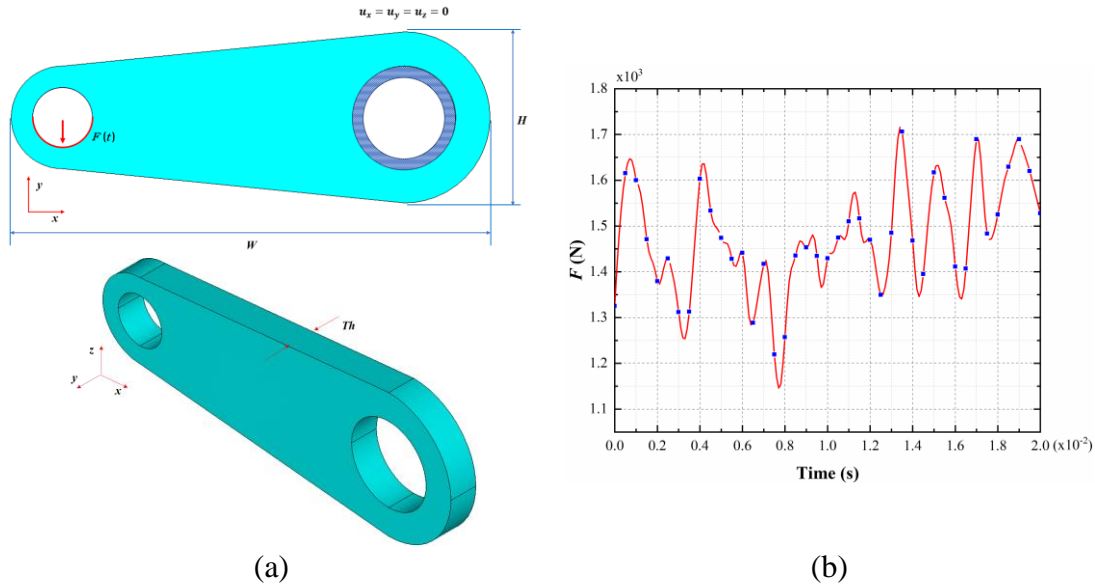 u_x = u_y = u_z = 0
F(t)
H
y
x
W
Th
z
y
x
(a)
×10³
1.8
1.7
1.6
1.5
1.4
1.3
1.2
1.1
F (N)
0.0 0.2 0.4 0.6 0.8 1.0 1.2 1.4 1.6 1.8 2.0 (x10⁻²)
Time (s)
(b)